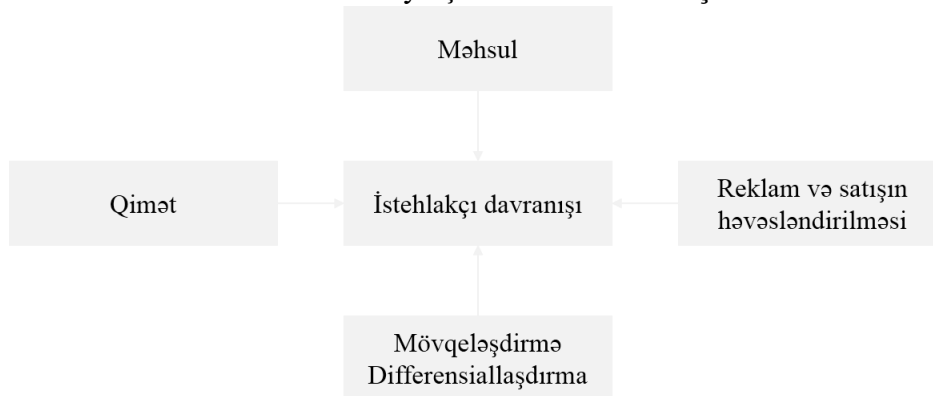 Məhsul
Qimət
İstehlakçı davranışı
Reklam və satışın
həvəsləndirilməsi
Mövqeləşdirmə
Differensiallaşdırma